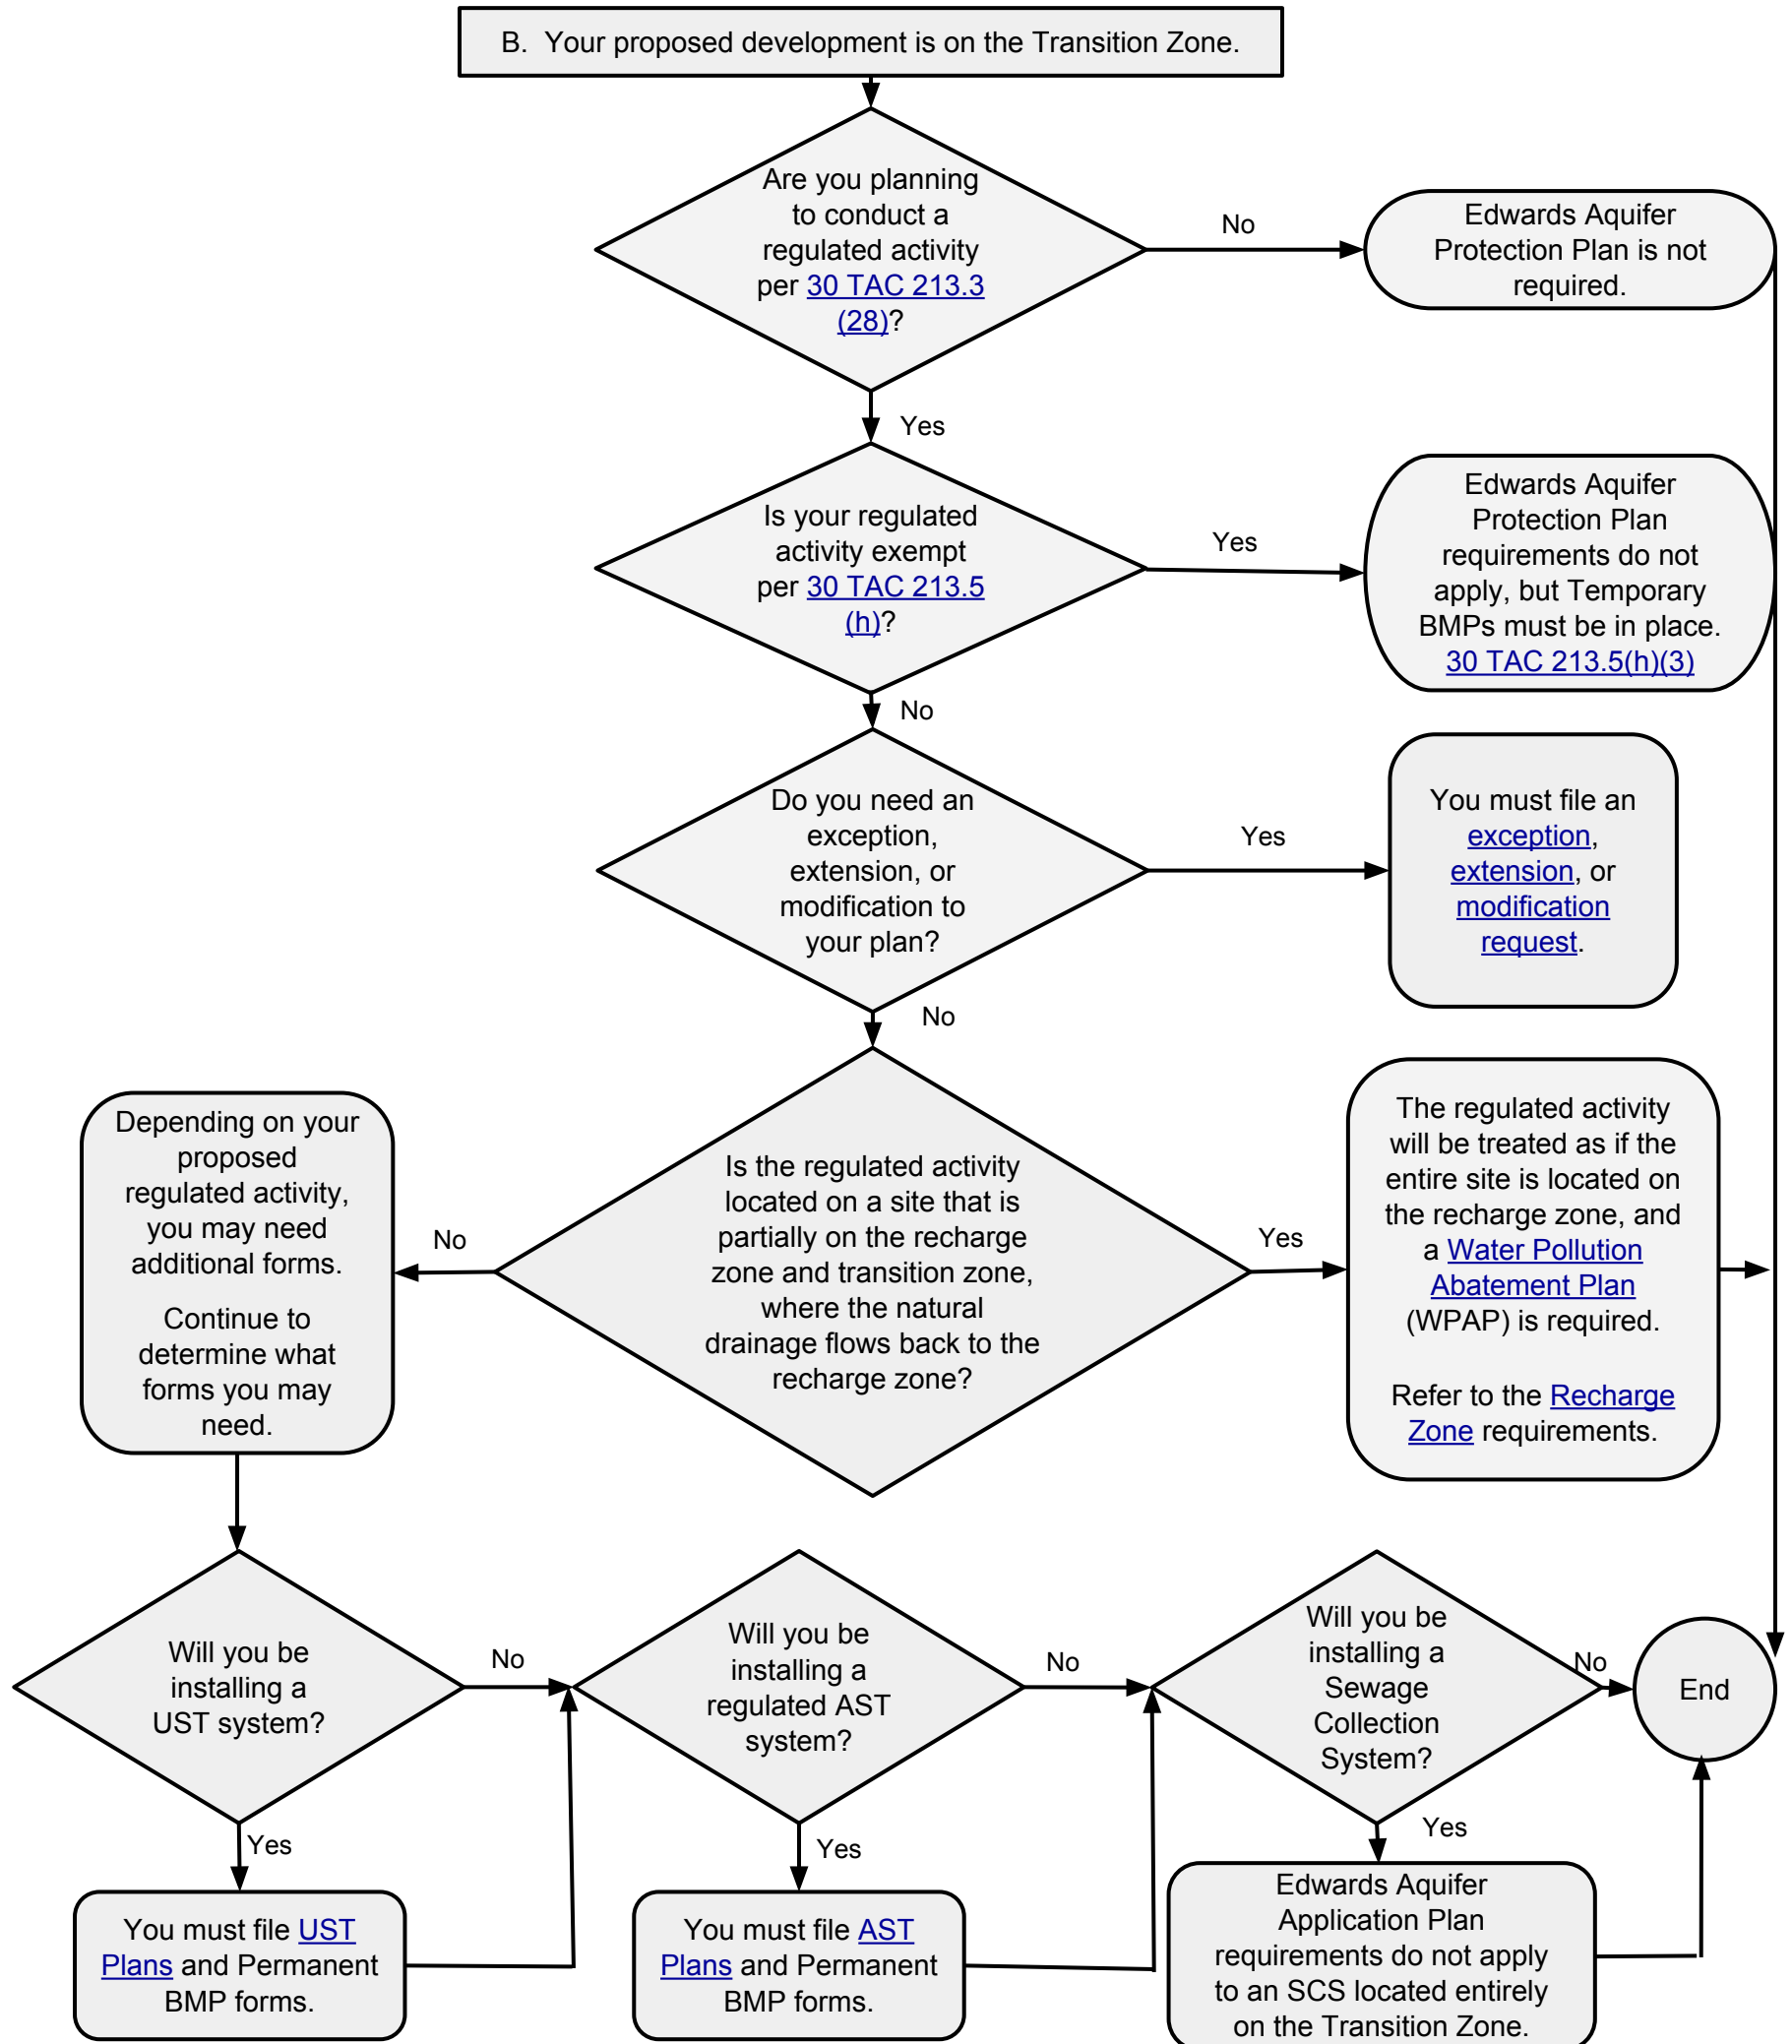 B. Your proposed development is on the Transition Zone.
Are you planning
to conduct a
regulated activity
per 30 TAC 213.3
(28)?
No
Edwards Aquifer
Protection Plan is not
required.
Yes
Is your regulated
activity exempt
per 30 TAC 213.5
(h)?
Yes
Edwards Aquifer
Protection Plan
requirements do not
apply, but Temporary
BMPs must be in place.
30 TAC 213.5(h)(3)
No
Do you need an
exception,
extension, or
modification to
your plan?
Yes
You must file an
exception,
extension, or
modification
request.
No
Is the regulated activity
located on a site that is
partially on the recharge
zone and transition zone,
where the natural
drainage flows back to the
recharge zone?
Yes
The regulated activity
will be treated as if the
entire site is located on
the recharge zone, and
a Water Pollution
Abatement Plan
(WPAP) is required.
Refer to the Recharge
Zone requirements.
No
Depending on your
proposed
regulated activity,
you may need
additional forms.
Continue to
determine what
forms you may
need.
Will you be
installing a
UST system?
No
Yes
You must file UST
Plans and Permanent
BMP forms.
Will you be
installing a
regulated AST
system?
No
Yes
You must file AST
Plans and Permanent
BMP forms.
Will you be
installing a
Sewage
Collection
System?
No
Yes
Edwards Aquifer
Application Plan
requirements do not apply
to an SCS located entirely
on the Transition Zone.
End